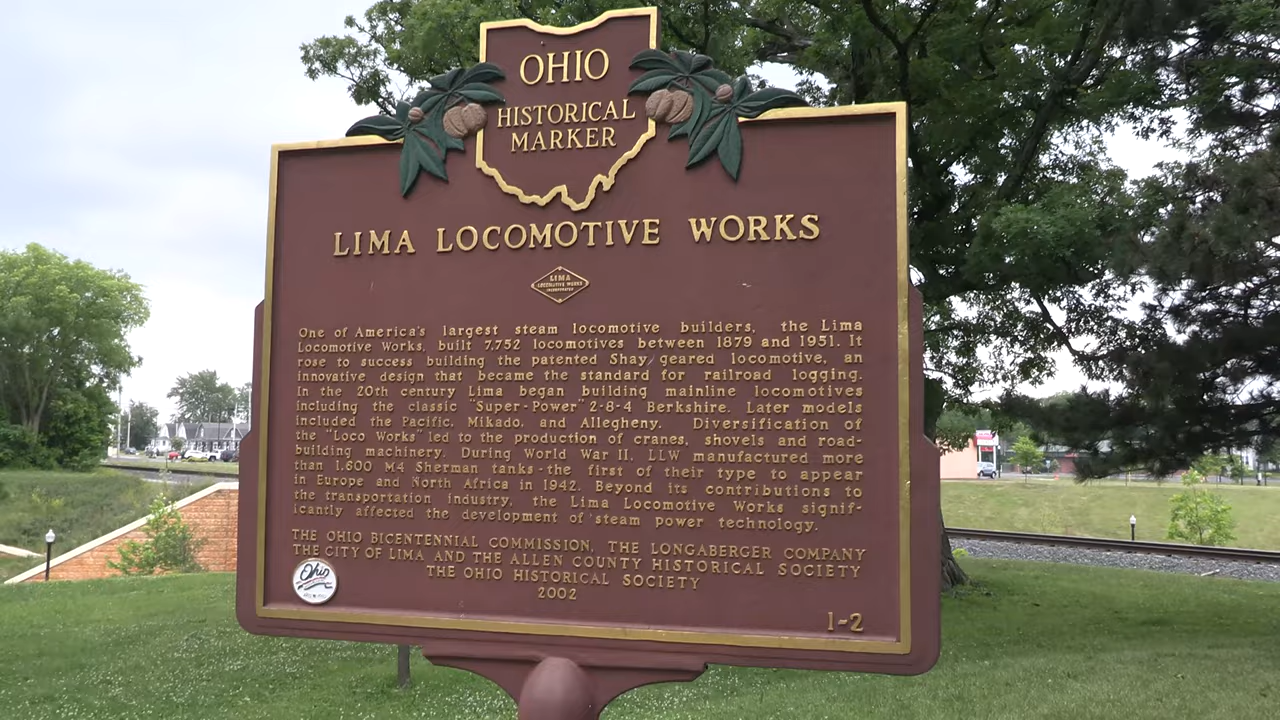 OHIO
HISTORICAL
MARKER
LIMA LOCOMOTIVE WORKS
LIMA
LOCOMOTIVE WORKS
INCORPORATED
One of America's largest steam locomotive builders, the Lima
Locomotive Works, built 7,752 locomotives between 1879 and 1951. It
rose to success building the patented Shay geared locomotive, an
innovative design that became the standard for railroad logging.
In the 20th century Lima began building mainline locomotives
including the classic "Super-Power" 2-8-4 Berkshire. Later models
included the Pacific, Mikado, and Allegheny. Diversification of
the "Loco Works" led to the production of cranes, shovels and road-
building machinery. During World War II, LLW manufactured more
than 1,600 M4 Sherman tanks-the first of their type to appear
in Europe and North Africa in 1942. Beyond its contributions to
the transportation industry, the Lima Locomotive Works signif-
icantly affected the development of steam power technology.
THE OHIO BICENTENNIAL COMMISSION, THE LONGABERGER COMPANY
THE CITY OF LIMA AND THE ALLEN COUNTY HISTORICAL SOCIETY
THE OHIO HISTORICAL SOCIETY
2002
Ohio
1-2